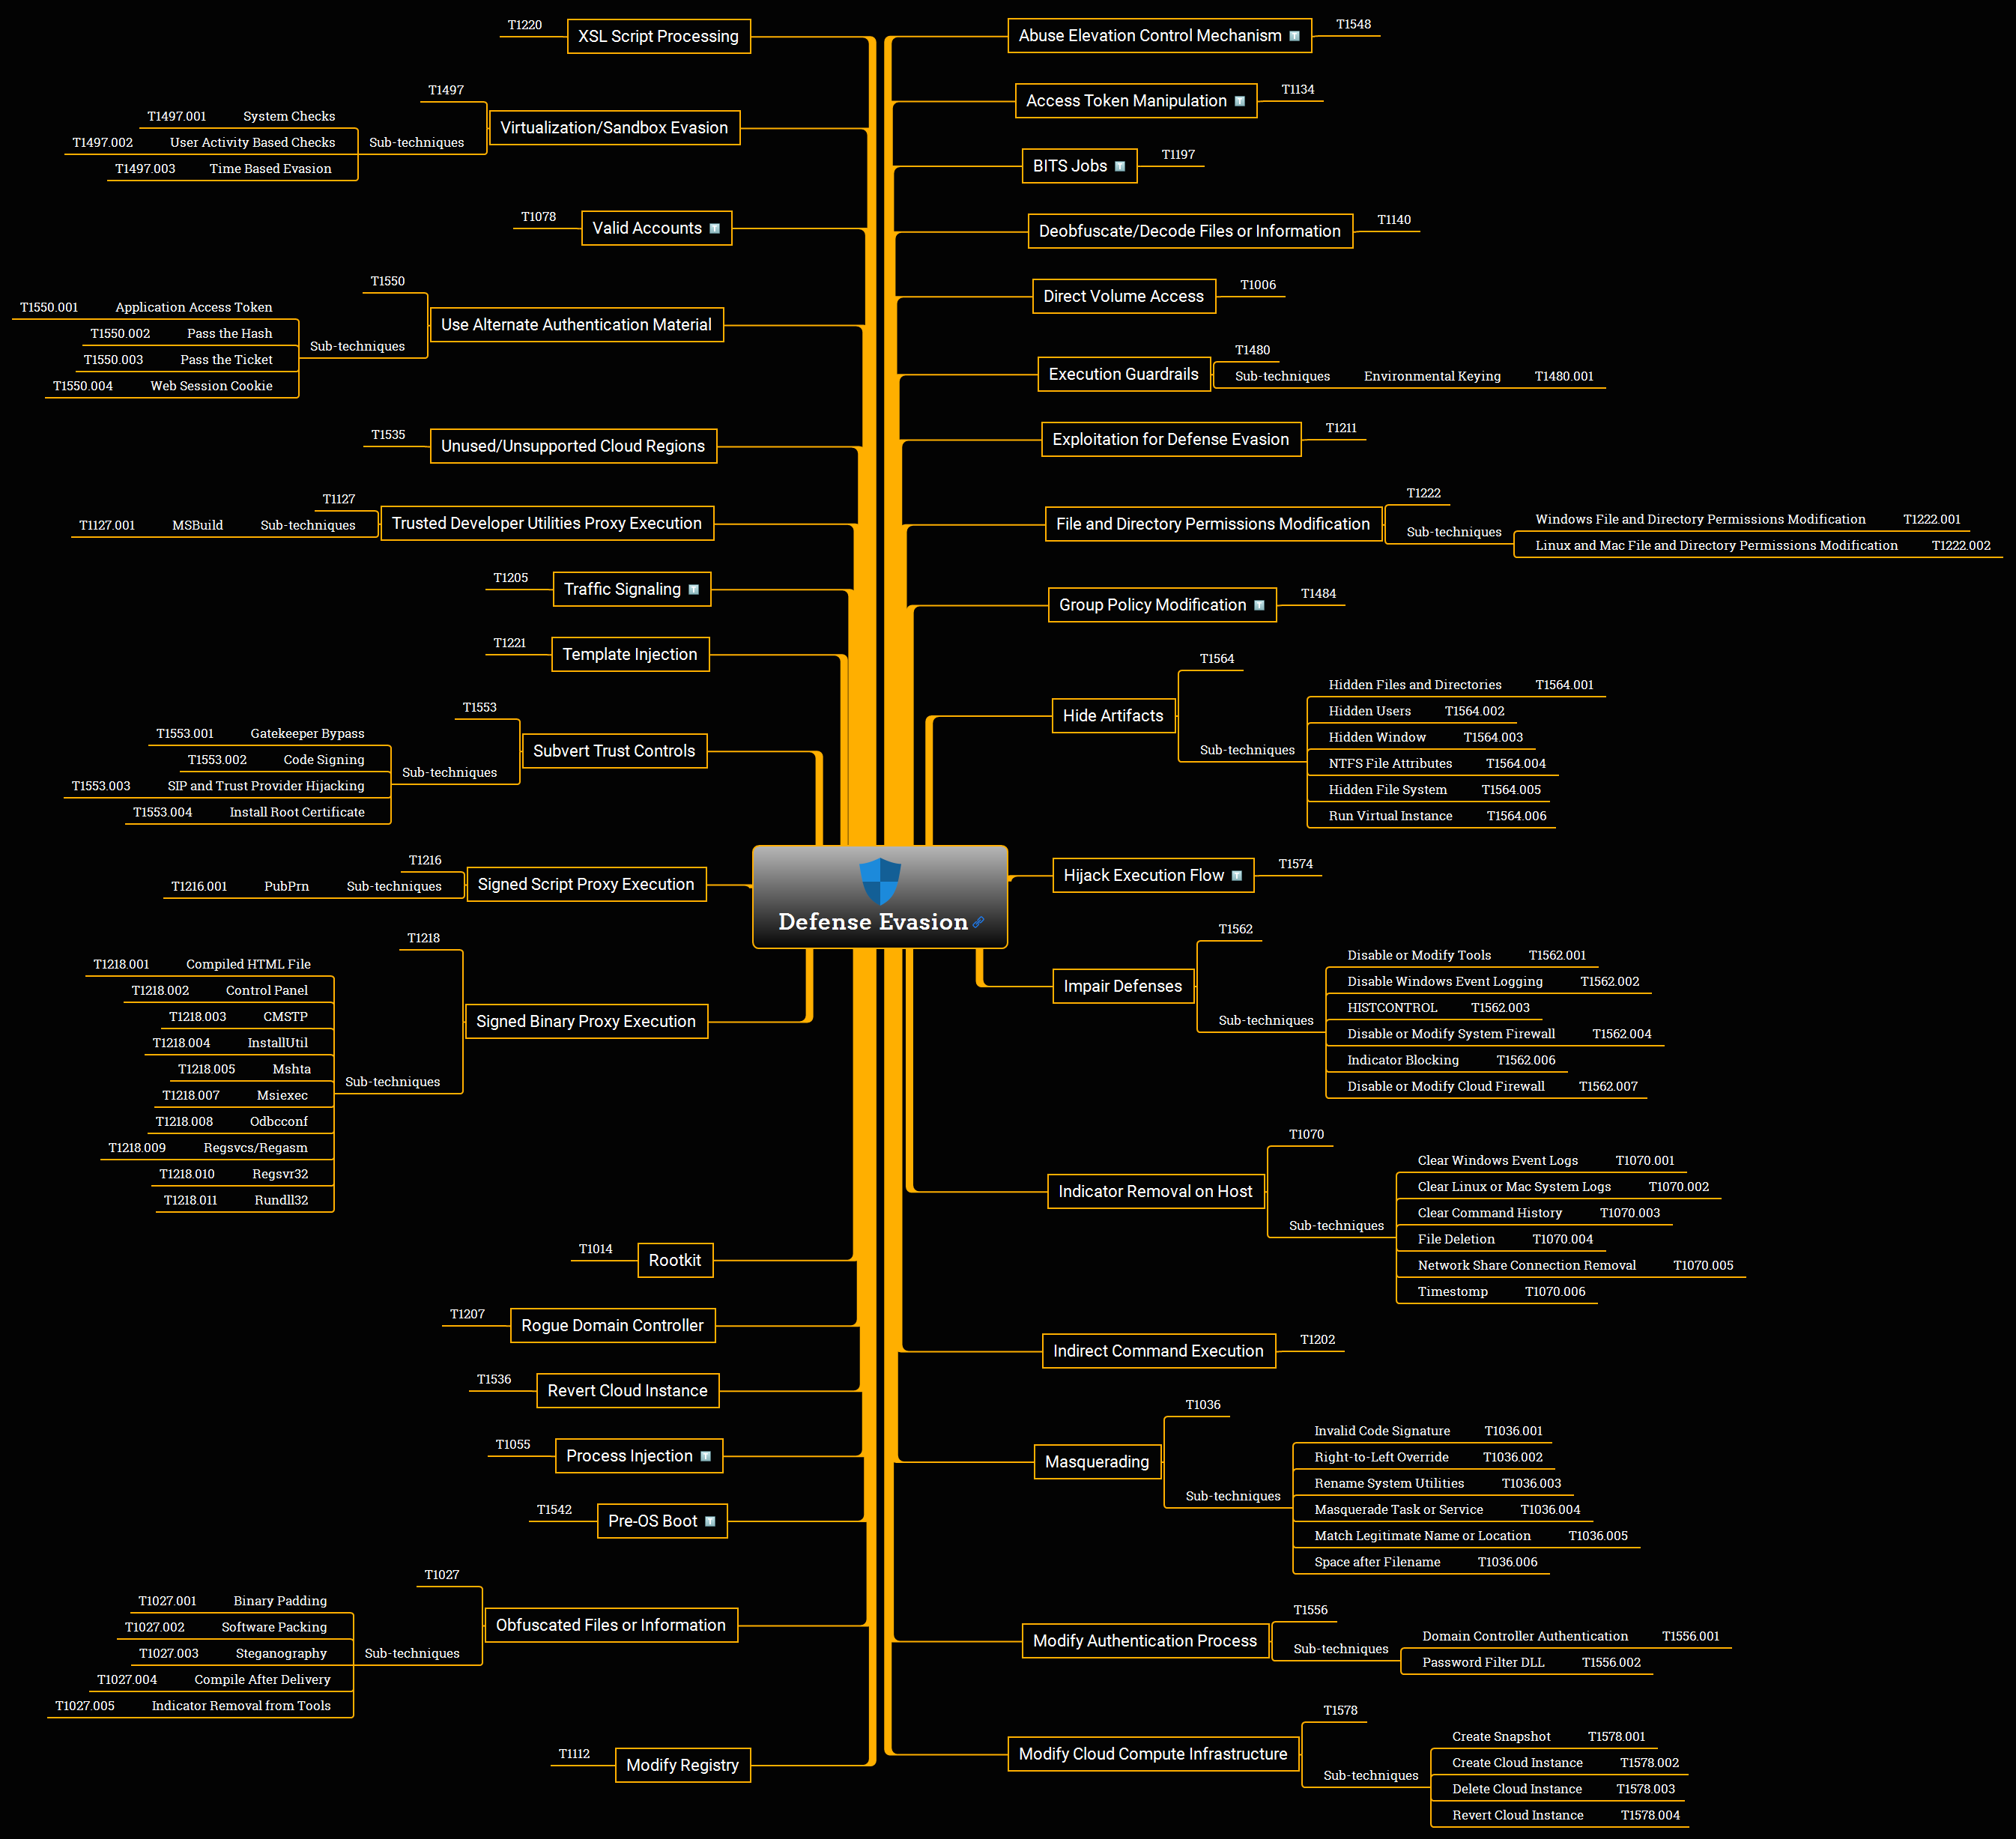 Defense Evasion
Abuse Elevation Control Mechanism T1548
Access Token Manipulation T1134
BITS Jobs T1197
Deobfuscate/Decode Files or Information T1140
Direct Volume Access T1006
Execution Guardrails
T1480
Sub-techniques Environmental Keying T1480.001
Exploitation for Defense Evasion T1211
File and Directory Permissions Modification
T1222
Sub-techniques
Windows File and Directory Permissions Modification T1222.001
Linux and Mac File and Directory Permissions Modification T1222.002
Group Policy Modification T1484
Hide Artifacts
T1564
Sub-techniques
Hidden Files and Directories T1564.001
Hidden Users T1564.002
Hidden Window T1564.003
NTFS File Attributes T1564.004
Hidden File System T1564.005
Run Virtual Instance T1564.006
Hijack Execution Flow T1574
Impair Defenses
T1562
Sub-techniques
Disable or Modify Tools T1562.001
Disable Windows Event Logging T1562.002
HISTCONTROL T1562.003
Disable or Modify System Firewall T1562.004
Indicator Blocking T1562.006
Disable or Modify Cloud Firewall T1562.007
Indicator Removal on Host
T1070
Sub-techniques
Clear Windows Event Logs T1070.001
Clear Linux or Mac System Logs T1070.002
Clear Command History T1070.003
File Deletion T1070.004
Network Share Connection Removal T1070.005
Timestomp T1070.006
Indirect Command Execution T1202
Masquerading
T1036
Sub-techniques
Invalid Code Signature T1036.001
Right-to-Left Override T1036.002
Rename System Utilities T1036.003
Masquerade Task or Service T1036.004
Match Legitimate Name or Location T1036.005
Space after Filename T1036.006
Modify Authentication Process
T1556
Sub-techniques
Domain Controller Authentication T1556.001
Password Filter DLL T1556.002
Modify Cloud Compute Infrastructure
T1578
Sub-techniques
Create Snapshot T1578.001
Create Cloud Instance T1578.002
Delete Cloud Instance T1578.003
Revert Cloud Instance T1578.004
T1220 XSL Script Processing
T1497
Virtualization/Sandbox Evasion
Sub-techniques
T1497.001 System Checks
T1497.002 User Activity Based Checks
T1497.003 Time Based Evasion
T1078 Valid Accounts
T1550
Use Alternate Authentication Material
Sub-techniques
T1550.001 Application Access Token
T1550.002 Pass the Hash
T1550.003 Pass the Ticket
T1550.004 Web Session Cookie
T1535 Unused/Unsupported Cloud Regions
T1127
Trusted Developer Utilities Proxy Execution
T1127.001 MSBuild Sub-techniques
T1205 Traffic Signaling
T1221 Template Injection
T1553
Subvert Trust Controls
Sub-techniques
T1553.001 Gatekeeper Bypass
T1553.002 Code Signing
T1553.003 SIP and Trust Provider Hijacking
T1553.004 Install Root Certificate
T1216
Signed Script Proxy Execution
T1216.001 PubPrn Sub-techniques
T1218
Signed Binary Proxy Execution
Sub-techniques
T1218.001 Compiled HTML File
T1218.002 Control Panel
T1218.003 CMSTP
T1218.004 InstallUtil
T1218.005 Mshta
T1218.007 Msiexec
T1218.008 Odbcconf
T1218.009 Regsvcs/Regasm
T1218.010 Regsvr32
T1218.011 Rundll32
T1014 Rootkit
T1207 Rogue Domain Controller
T1536 Revert Cloud Instance
T1055 Process Injection
T1542 Pre-OS Boot
T1027
Obfuscated Files or Information
Sub-techniques
T1027.001 Binary Padding
T1027.002 Software Packing
T1027.003 Steganography
T1027.004 Compile After Delivery
T1027.005 Indicator Removal from Tools
T1112 Modify Registry